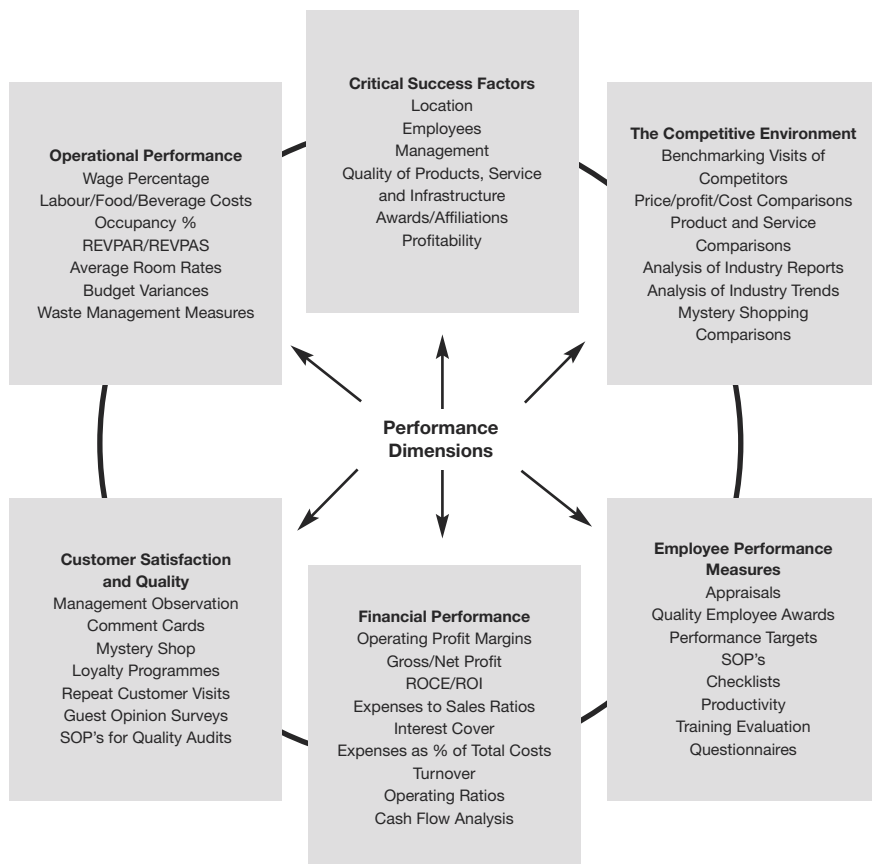 Critical Success Factors
Location
Employees
Management
Quality of Products, Service
and Infrastructure
Awards/Affiliations
Profitability
Operational Performance
Wage Percentage
Labour/Food/Beverage Costs
Occupancy %
REVPAR/REVPAS
Average Room Rates
Budget Variances
Waste Management Measures
The Competitive Environment
Benchmarking Visits of
Competitors
Price/profit/Cost Comparisons
Product and Service
Comparisons
Analysis of Industry Reports
Analysis of Industry Trends
Mystery Shopping
Comparisons
Performance
Dimensions
Customer Satisfaction
and Quality
Management Observation
Comment Cards
Mystery Shop
Loyalty Programmes
Repeat Customer Visits
Guest Opinion Surveys
SOP's for Quality Audits
Financial Performance
Operating Profit Margins
Gross/Net Profit
ROCE/ROI
Expenses to Sales Ratios
Interest Cover
Expenses as % of Total Costs
Turnover
Operating Ratios
Cash Flow Analysis
Employee Performance
Measures
Appraisals
Quality Employee Awards
Performance Targets
SOP's
Checklists
Productivity
Training Evaluation
Questionnaires